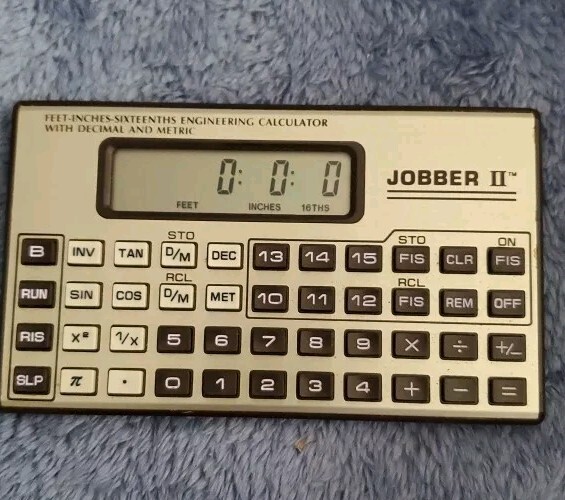 FEET-INCHES-SIXTEENTHS ENGINEERING CALCULATOR
WITH DECIMAL AND METRIC
0: 0: 0
FEET INCHES 16THS
JOBBER II™
STO STO ON
B INV TAN D/M DEC 13 14 15 FIS CLR FIS
RCL RCL
RUN SIN COS D/M MET 10 11 12 FIS REM OFF
RIS X² 1/X 5 6 7 8 9 × ÷ +/−
SLP π · 0 1 2 3 4 + − =